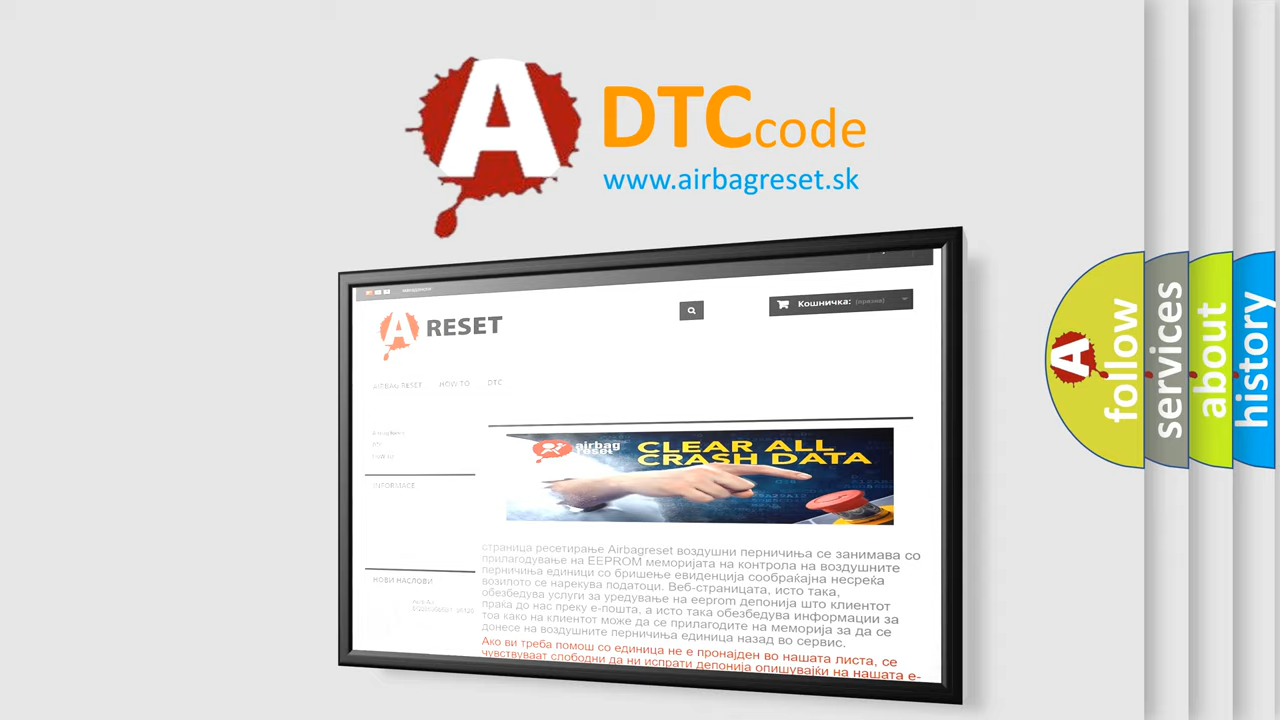 A DTCcode
www.airbagreset.sk
Кошничка: (празни)
A RESET
AIRBAG RESET HOW TO DTC
airbag
reset
CLEAR ALL
CRASH DATA
INFORMACE
НОВИ НАСЛОВИ
страница ресетирање Airbagreset воздушни перничиња се занимава со
прилагодување на EEPROM меморијата на контрола на воздушните
перничиња единици со бришење евиденција сообраќајна несреќа
возилото се нарекува податоци. Веб-страницата, исто така,
обезбедува услуги за уредување на eeprom депонија што клиентот
праќа до нас преку е-пошта, а исто така обезбедува информации за
тоа како на клиентот може да се прилагодите на меморија за да се
донесе на воздушните перничиња единица назад во сервис.
Ако ви треба помош со единица не е пронајден во нашата листа, се
чувствуваат слободни да ни испрати депонија опишувајќи на нашата е-
A follow
services
about
history